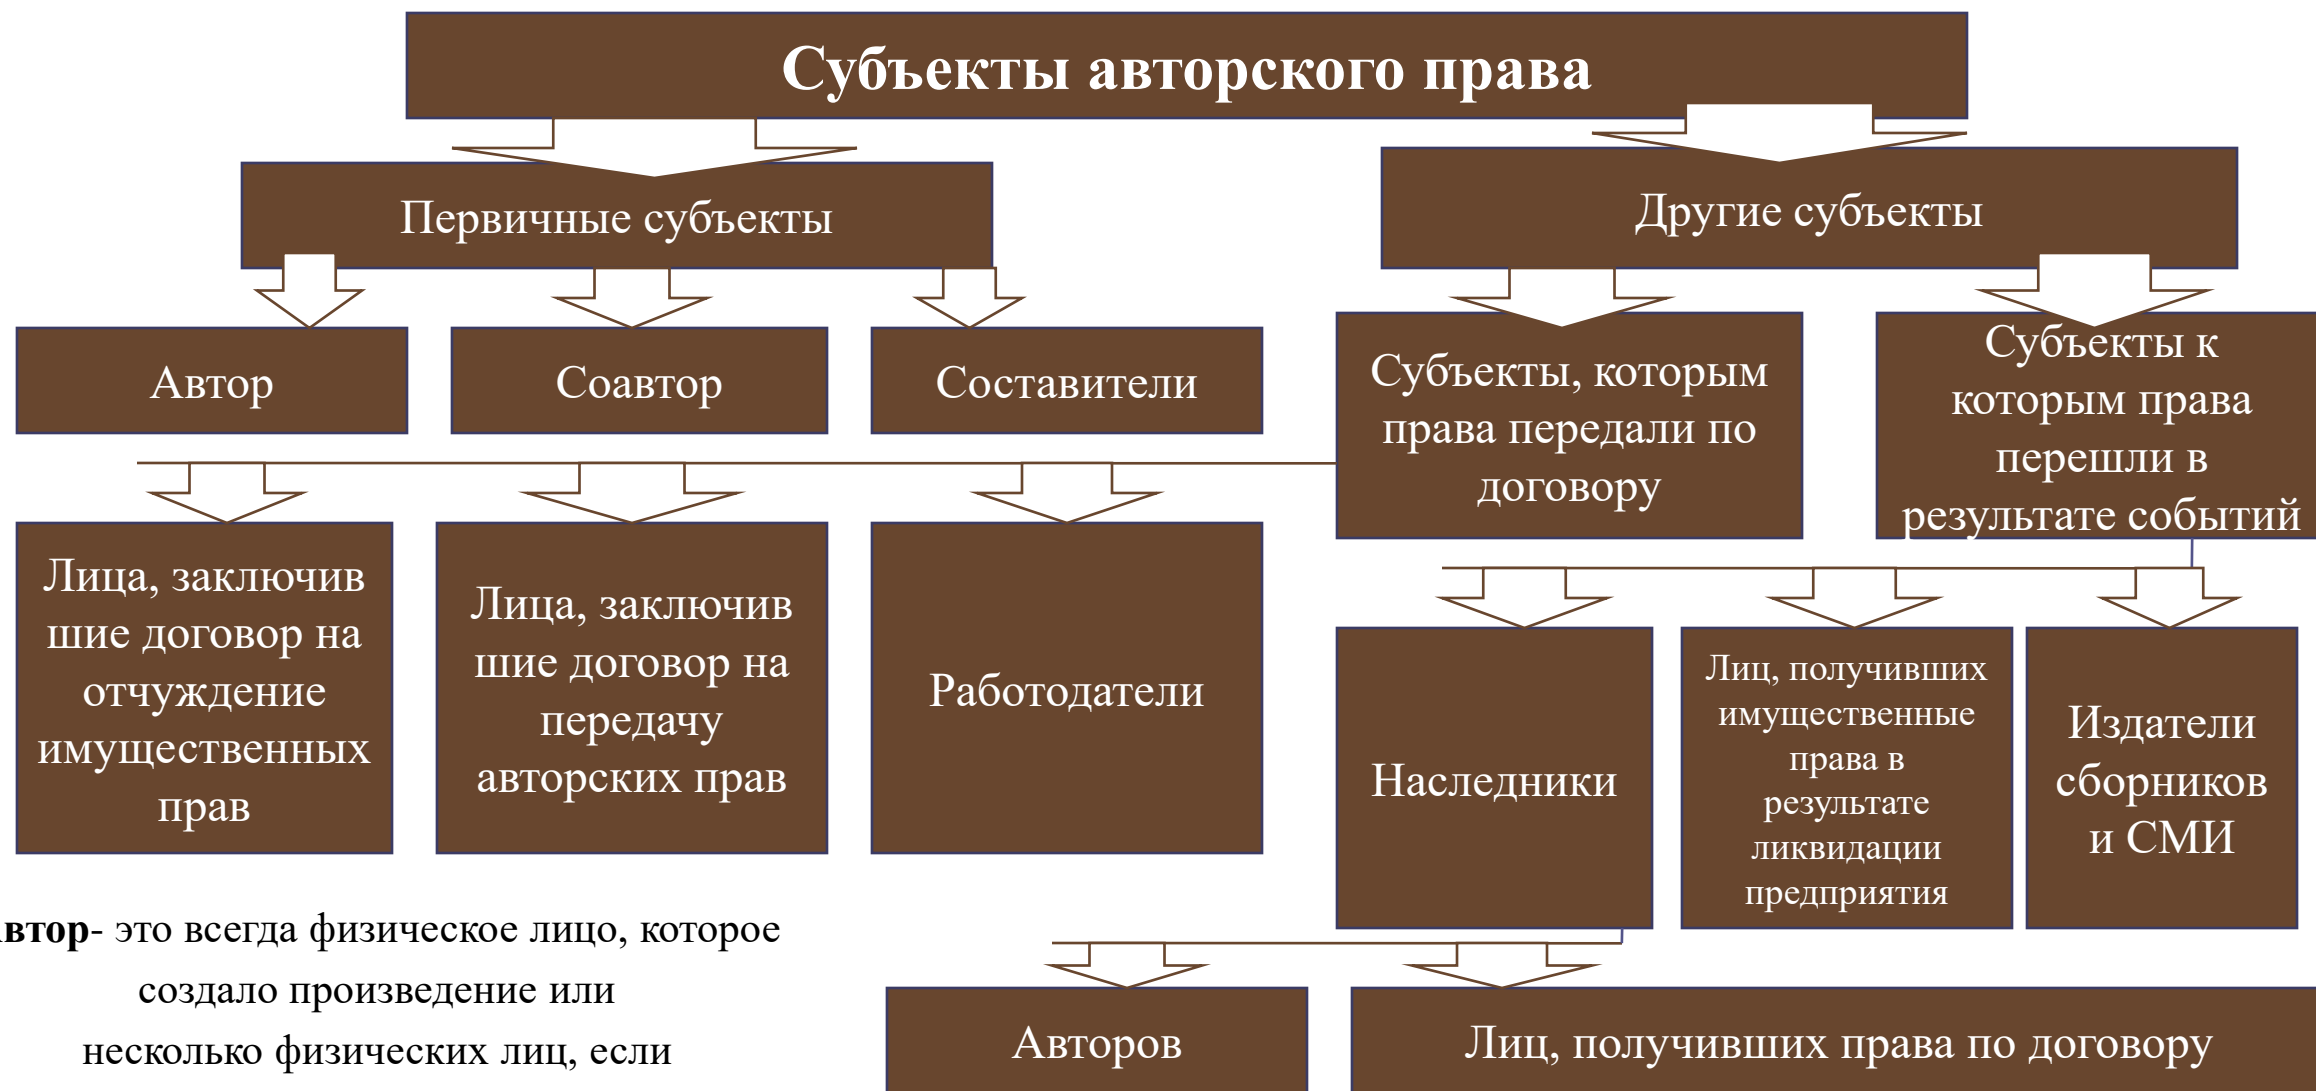 Субъекты авторского права
Первичные субъекты
Другие субъекты
Автор
Соавтор
Составители
Субъекты, которым
права передали по
договору
Субъекты к
которым права
перешли в
результате событий
Лица, заключив
шие договор на
отчуждение
имущественных
прав
Лица, заключив
шие договор на
передачу
авторских прав
Работодатели
Наследники
Лиц, получивших
имущественные
права в
результате
ликвидации
предприятия
Издатели
сборников
и СМИ
втор- это всегда физическое лицо, которое
создало произведение или
несколько физических лиц, если
Авторов
Лиц, получивших права по договору